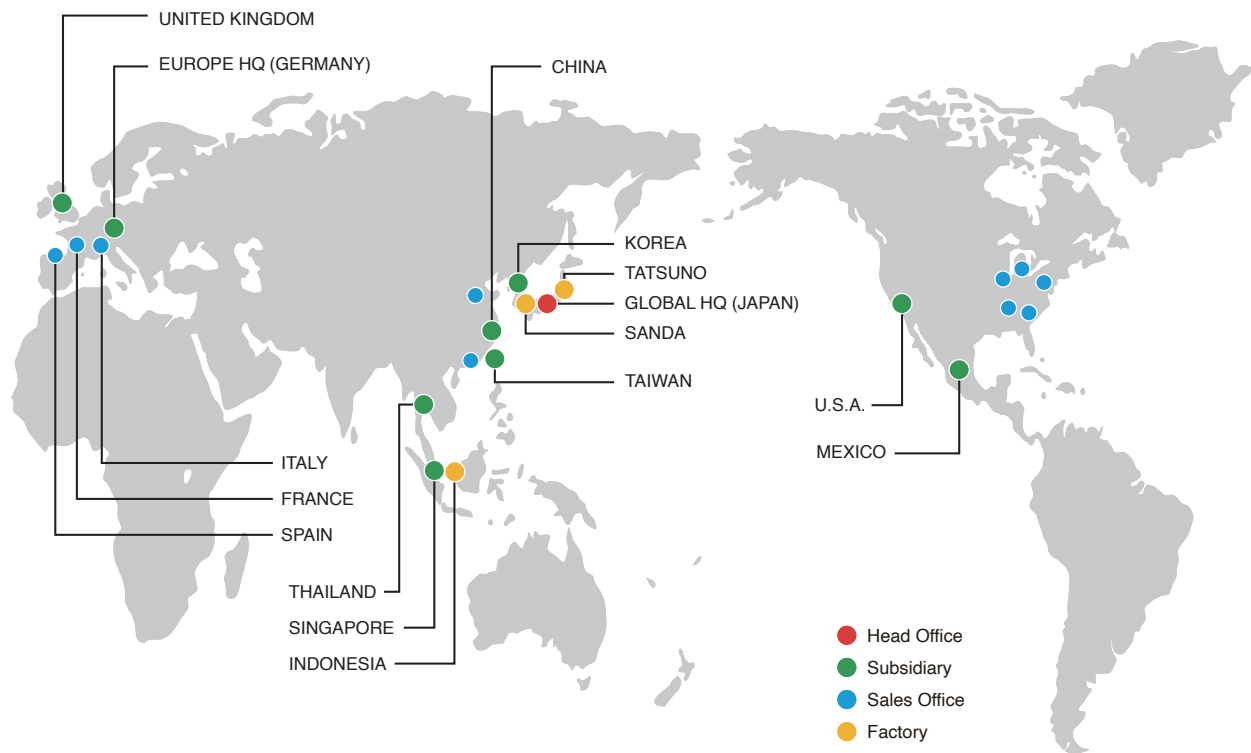 UNITED KINGDOM
EUROPE HQ (GERMANY)
CHINA
KOREA
TATSUNO
GLOBAL HQ (JAPAN)
SANDA
TAIWAN
U.S.A.
MEXICO
ITALY
FRANCE
SPAIN
THAILAND
SINGAPORE
INDONESIA
Head Office
Subsidiary
Sales Office
Factory